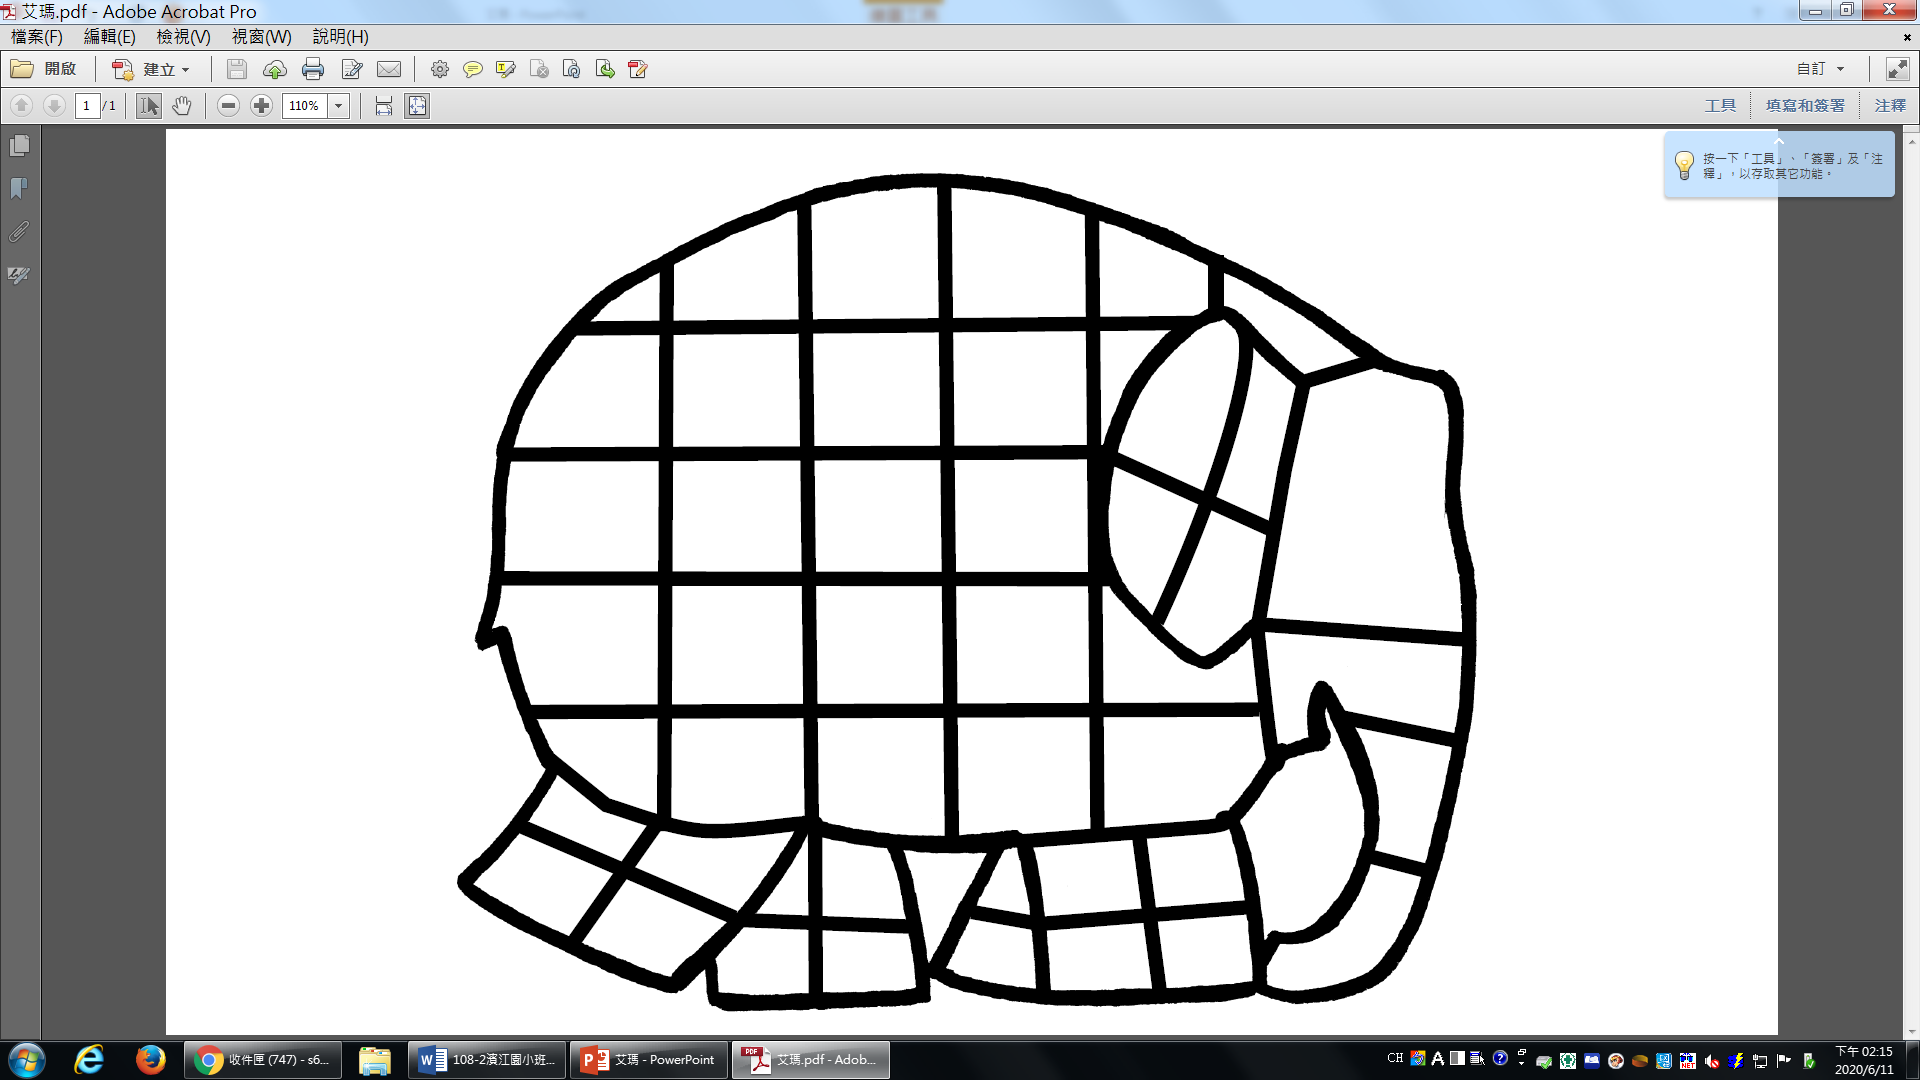 艾瑪.pdf - Adobe Acrobat Pro
檔案(F) 編輯(E) 檢視(V) 視窗(W) 說明(H)
開啟 建立 自訂
1 / 1 110% 工具 填寫和簽署 注釋
按一下「工具」、「簽署」及「注
釋」，以存取其它功能。
收件匣 (747) - s6... 108-2濱江園小班... 艾瑪 - PowerPoint 艾瑪.pdf - Adob... CH 下午 02:15
2020/6/11